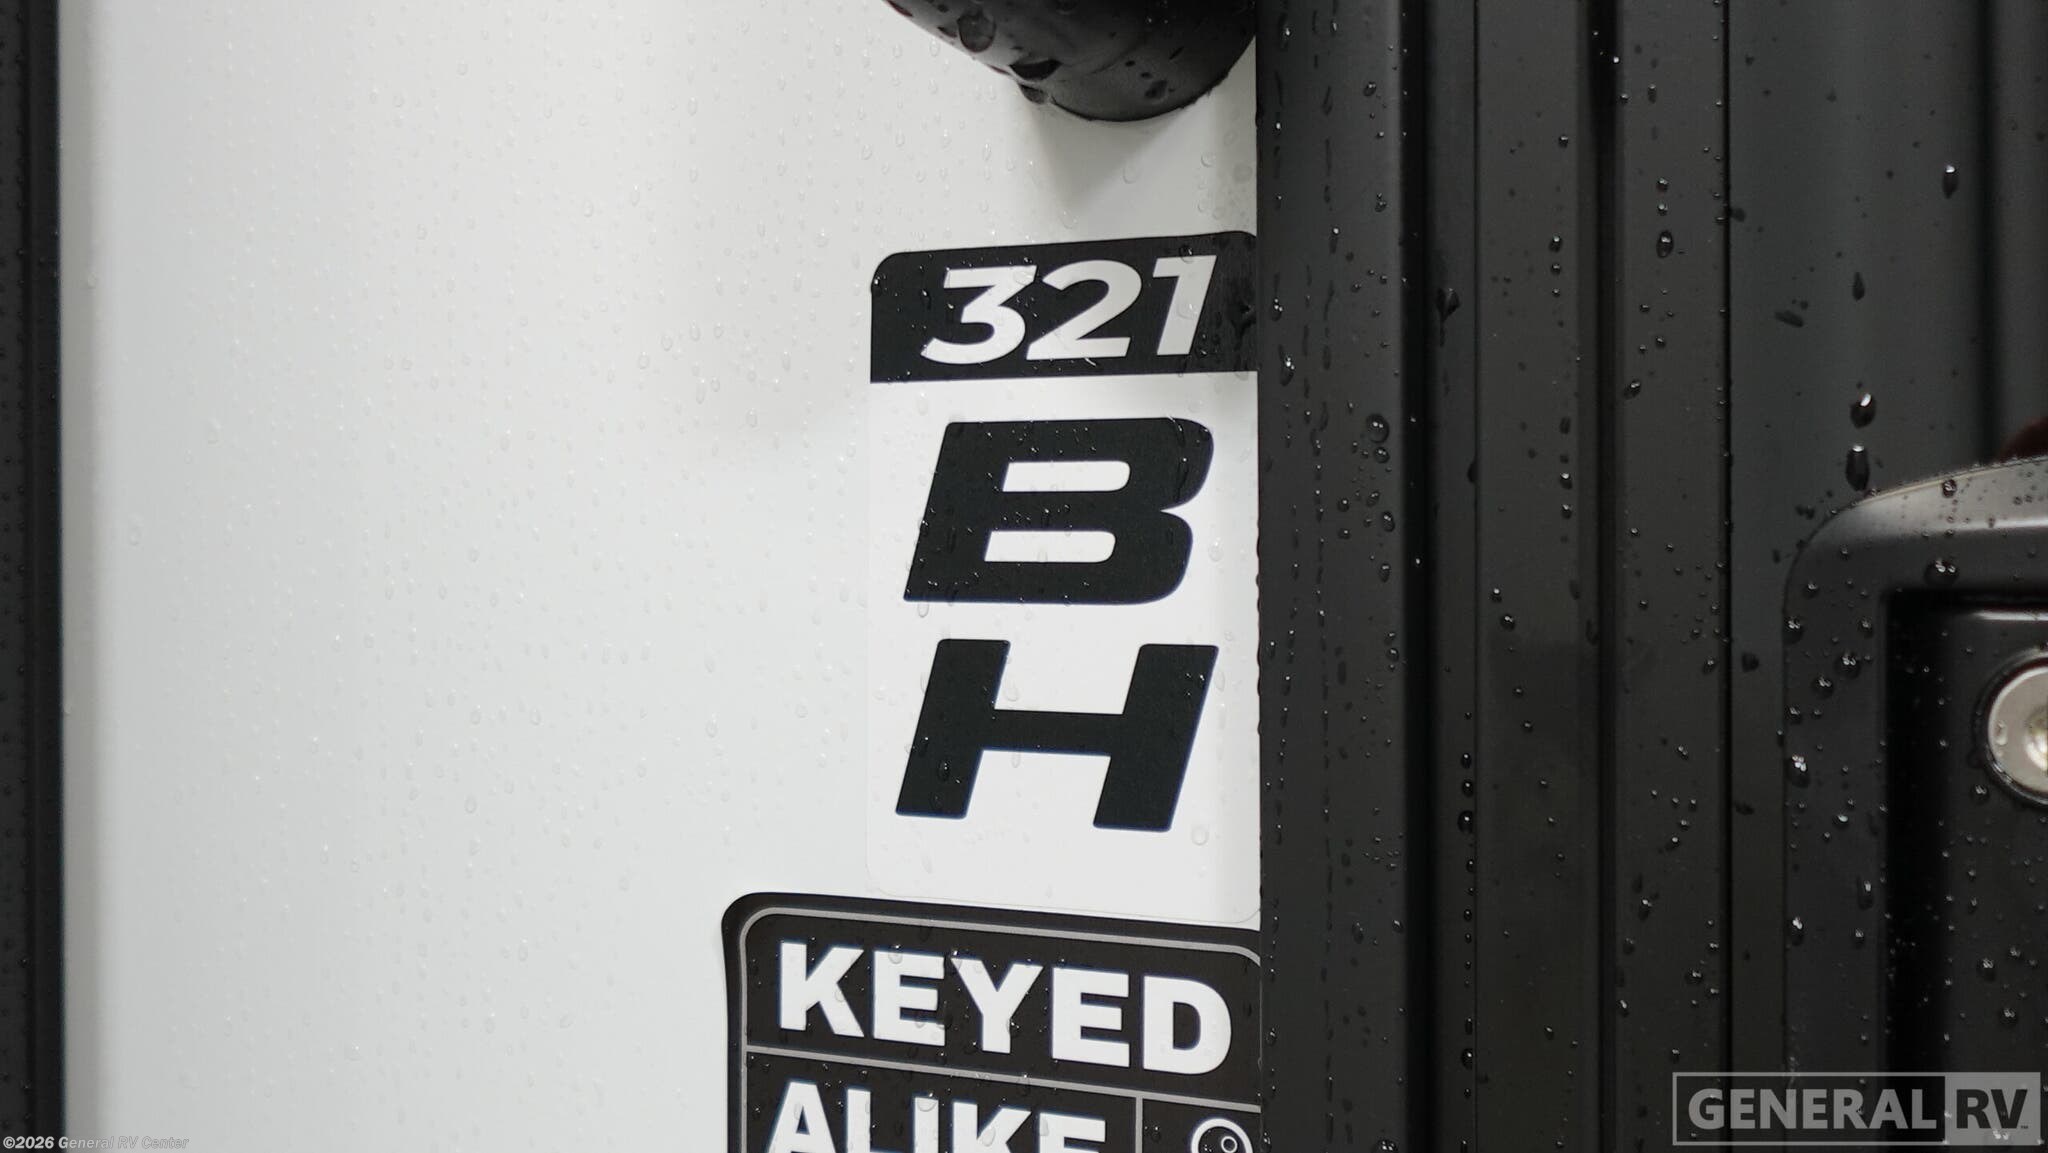 321
B
H
KEYED
ALIKE
GENERAL RV
©2026 General RV Center